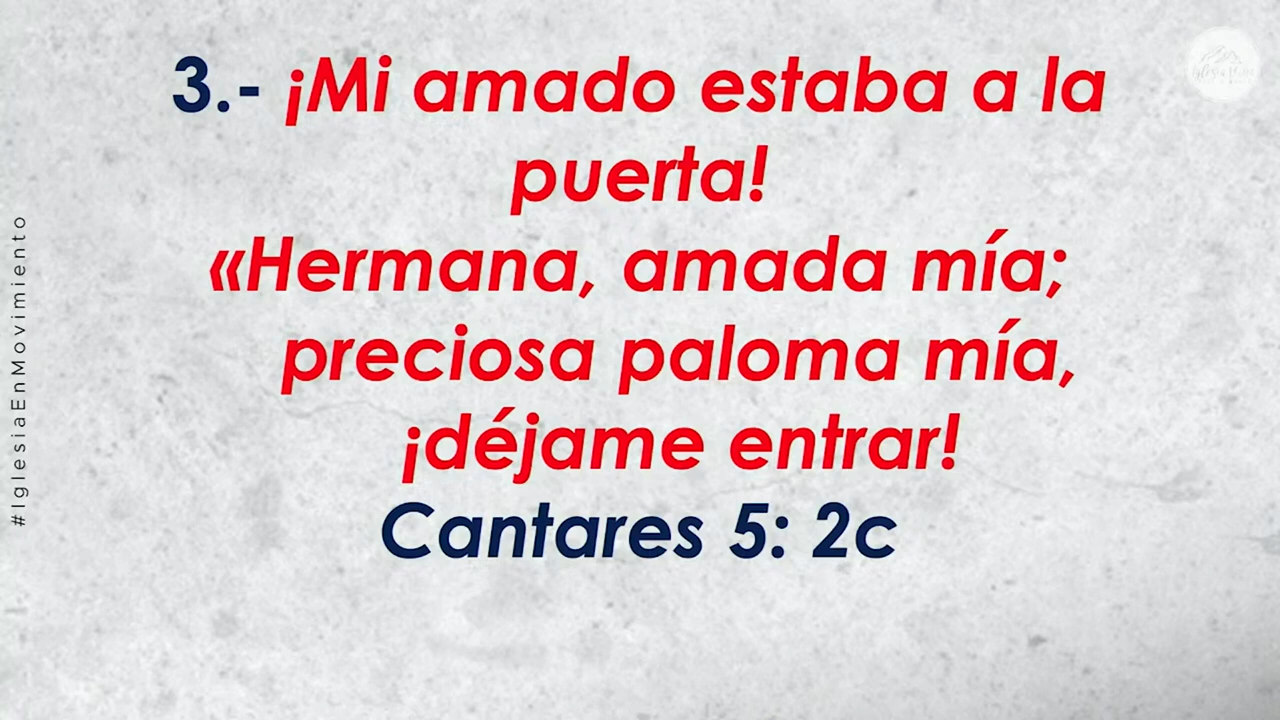 3.- ¡Mi amado estaba a la
puerta!
«Hermana, amada mía;
preciosa paloma mía,
¡déjame entrar!
Cantares 5: 2c
#IglesiaEnMovimiento